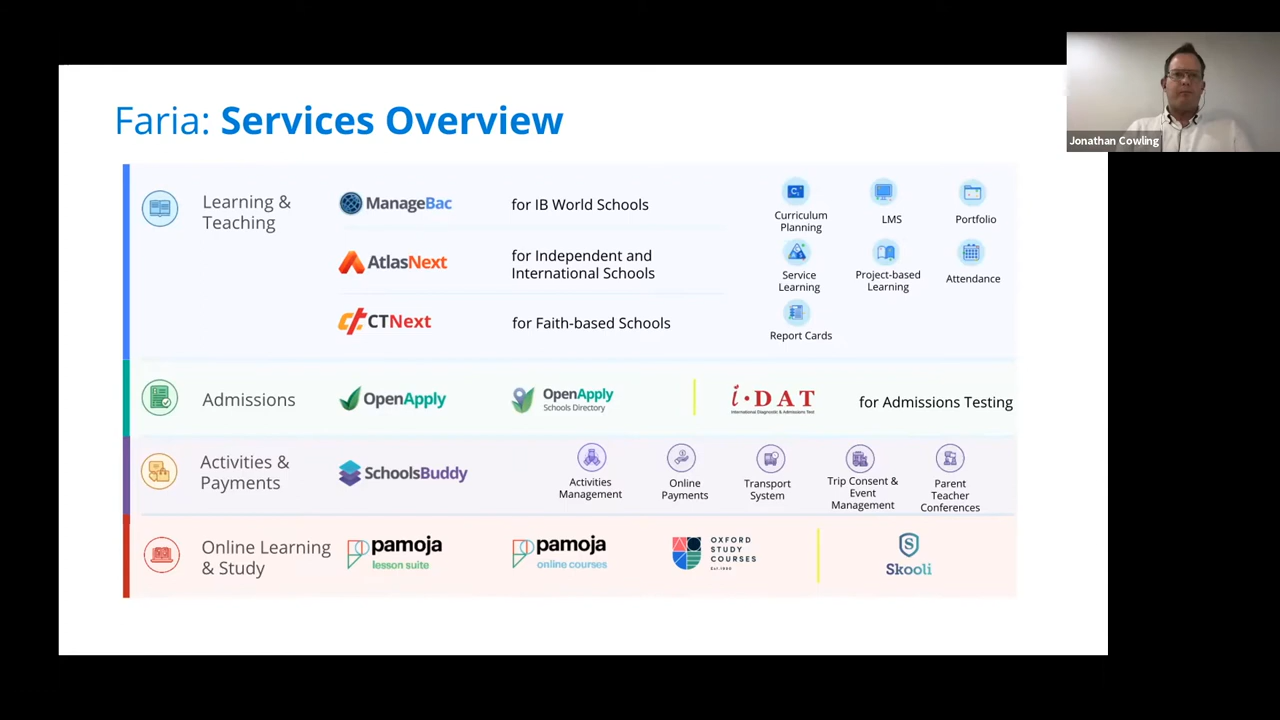 Faria: Services Overview
Jonathan Cowling
Learning &
Teaching
ManageBac
for IB World Schools
AtlasNext
for Independent and
International Schools
CTNext
for Faith-based Schools
Curriculum
Planning
LMS
Portfolio
Service
Learning
Project-based
Learning
Attendance
Report Cards
Admissions
OpenApply
OpenApply
Schools Directory
i·DAT
International Diagnostic & Admissions Test
for Admissions Testing
Activities &
Payments
SchoolsBuddy
Activities
Management
Online
Payments
Transport
System
Trip Consent &
Event
Management
Parent
Teacher
Conferences
Online Learning
& Study
pamoja
lesson suite
pamoja
online courses
OXFORD
STUDY
COURSES
Skooli